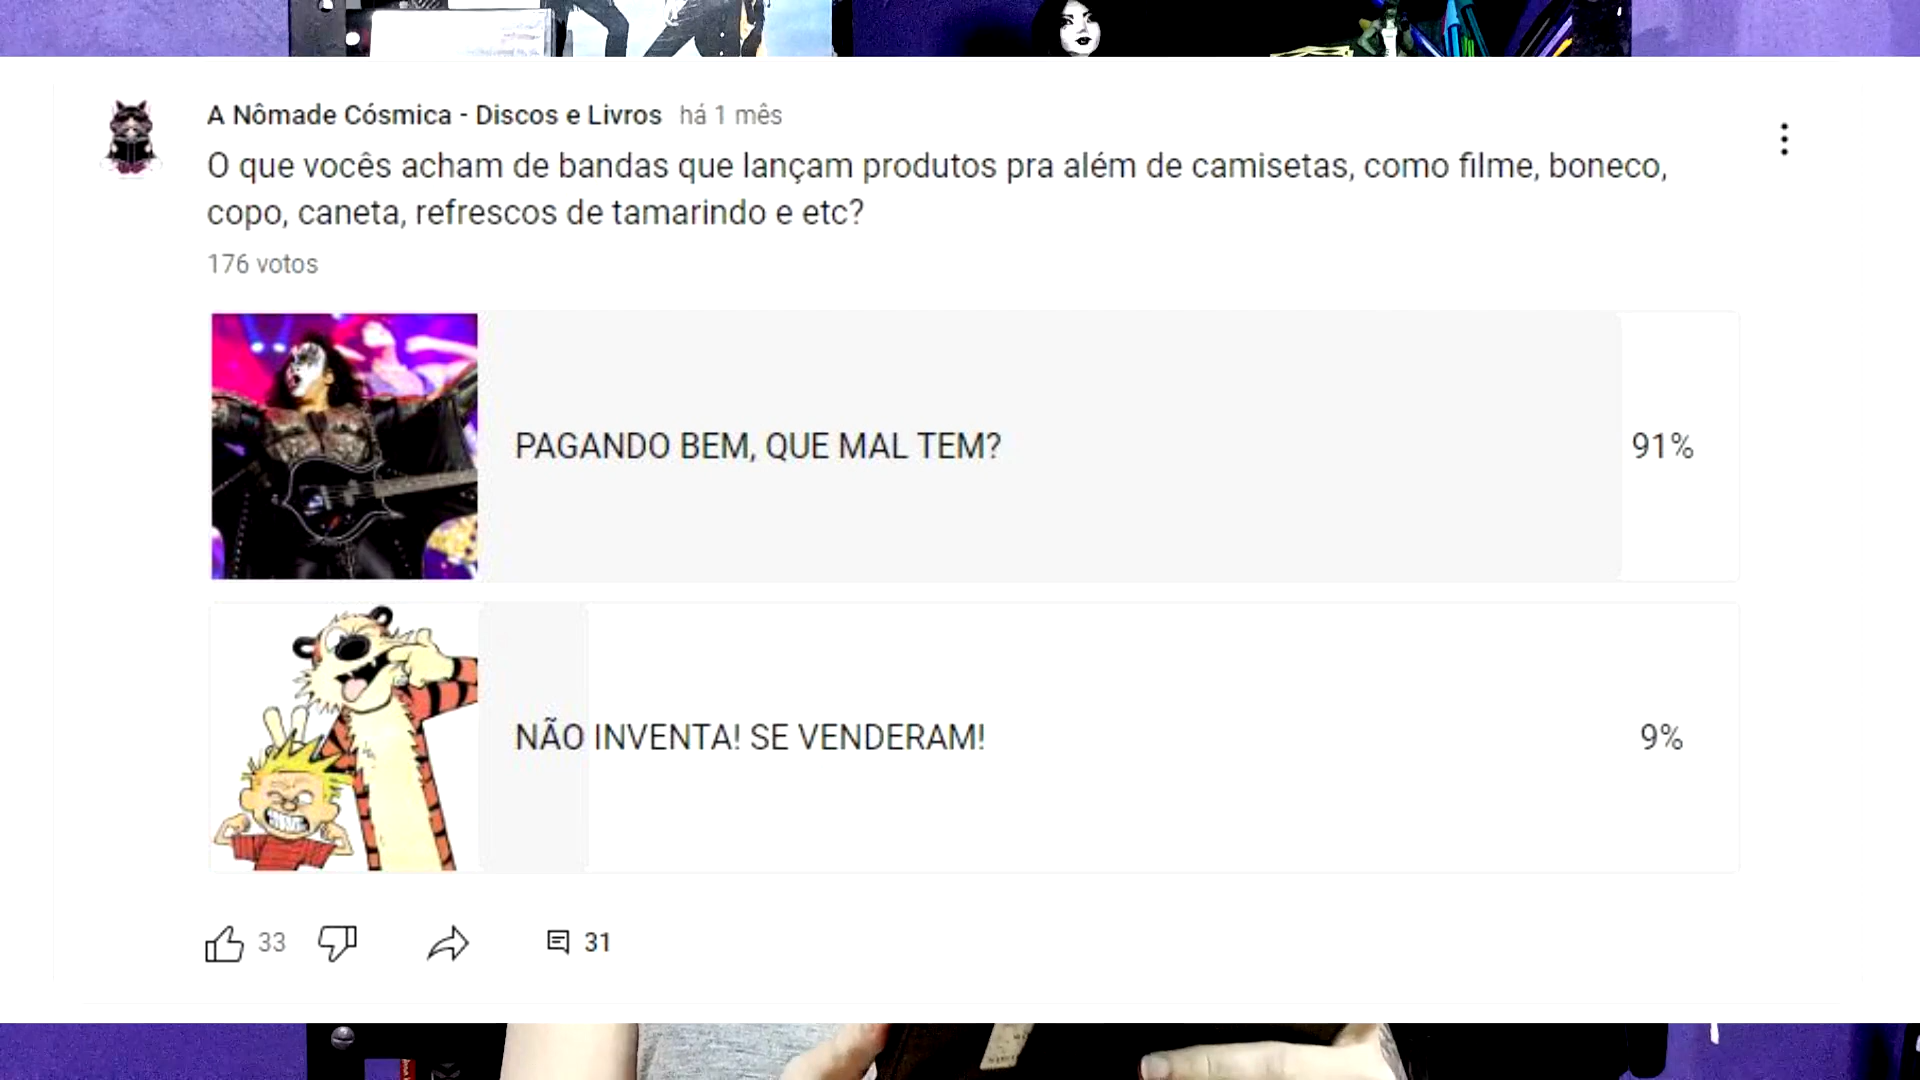 A Nômade Cósmica - Discos e Livros há 1 mês
O que vocês acham de bandas que lançam produtos pra além de camisetas, como filme, boneco,
copo, caneta, refrescos de tamarindo e etc?
176 votos
PAGANDO BEM, QUE MAL TEM?
91%
NÃO INVENTA! SE VENDERAM!
9%
33
31